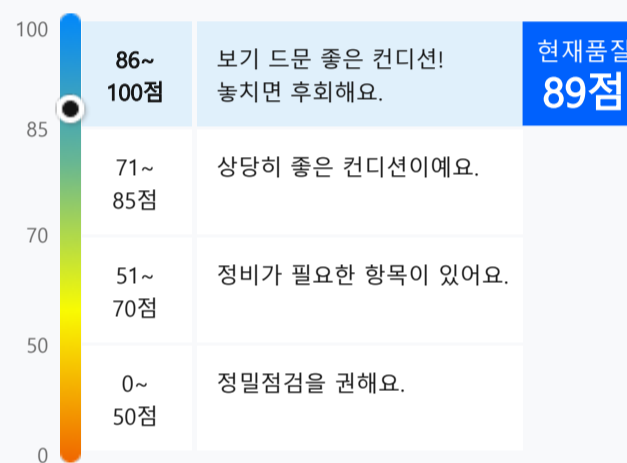 100
86~
100점
보기 드문 좋은 컨디션!
놓치면 후회해요.
현재품질
89점
85
71~
85점
상당히 좋은 컨디션이예요.
70
51~
70점
정비가 필요한 항목이 있어요.
50
0~
50점
정밀점검을 권해요.
0